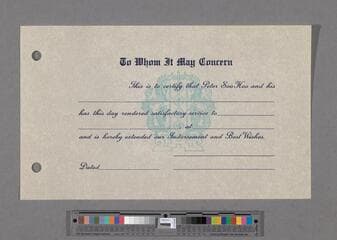 To Whom It May Concern
This is to certify that Peter Soo Hoo and his
has this day rendered satisfactory service to
at
and is hereby extended our Indorsement and Best Wishes.
Dated